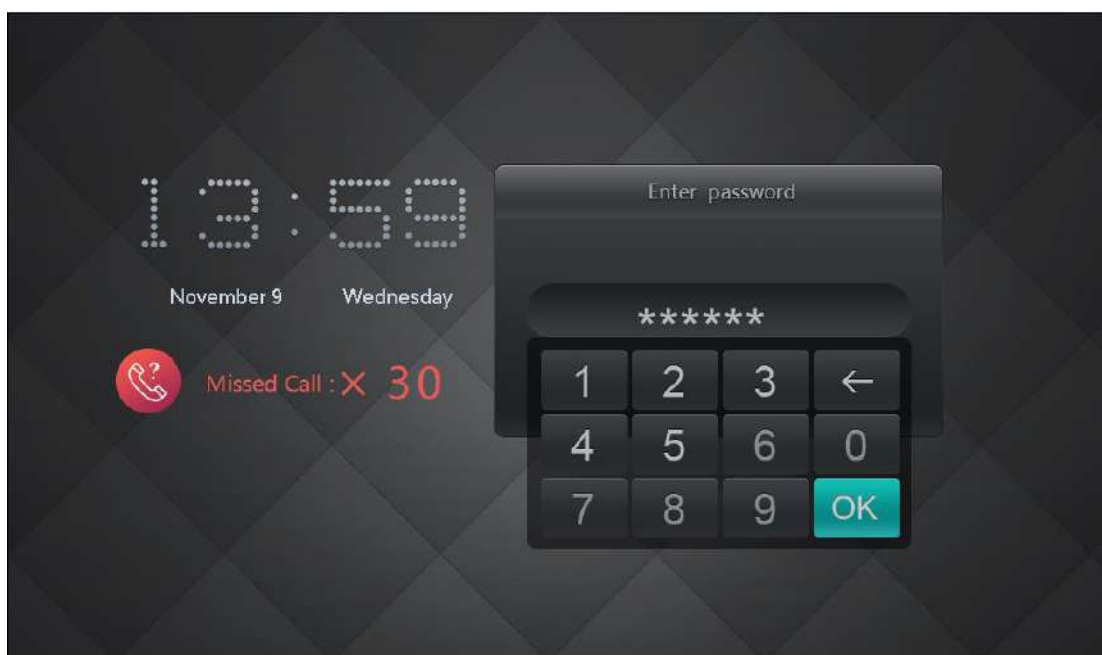 13:59
November 9 Wednesday
? Missed Call : × 30
Enter password
******
1 2 3 ←
4 5 6 0
7 8 9 OK